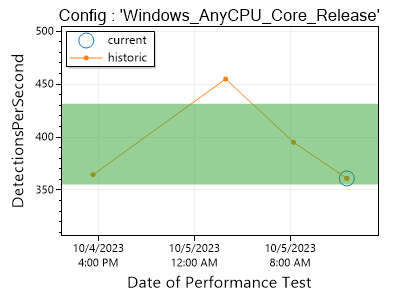 Config : 'Windows_AnyCPU_Core_Release'
500
450
400
350
DetectionsPerSecond
current
historic
10/4/2023
4:00 PM
10/5/2023
12:00 AM
10/5/2023
8:00 AM
Date of Performance Test